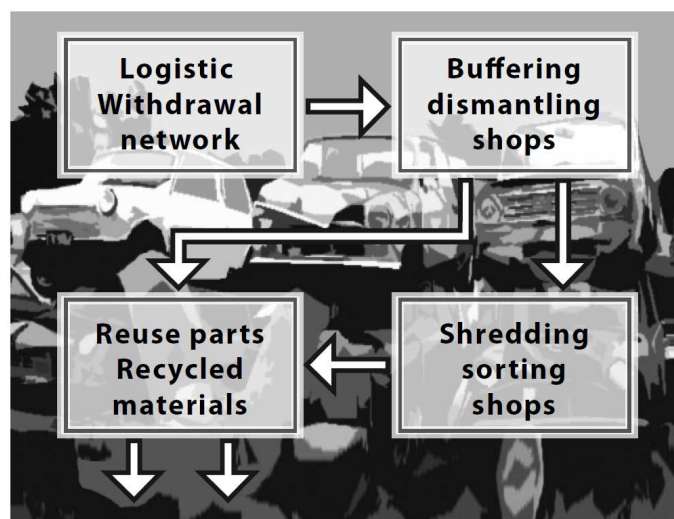 Logistic
Withdrawal
network
Buffering
dismantling
shops
Reuse parts
Recycled
materials
Shredding
sorting
shops